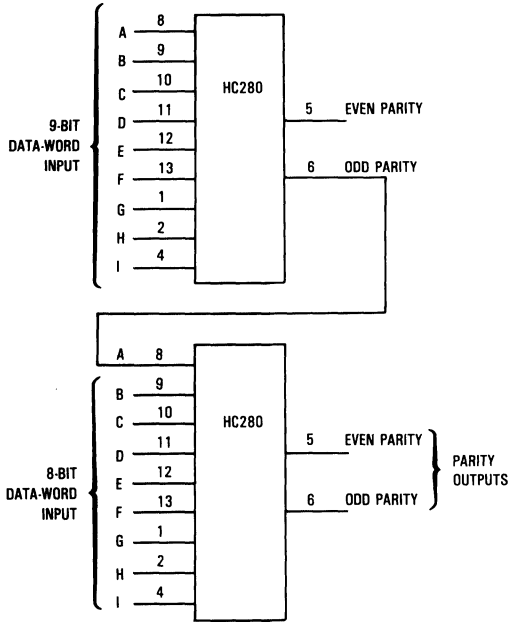 A 8
B 9
C 10
D 11
E 12
F 13
G 1
H 2
I 4
9-BIT
DATA-WORD
INPUT
HC280
5 EVEN PARITY
6 ODD PARITY
A 8
B 9
C 10
D 11
E 12
F 13
G 1
H 2
I 4
8-BIT
DATA-WORD
INPUT
HC280
5 EVEN PARITY
6 ODD PARITY
PARITY
OUTPUTS